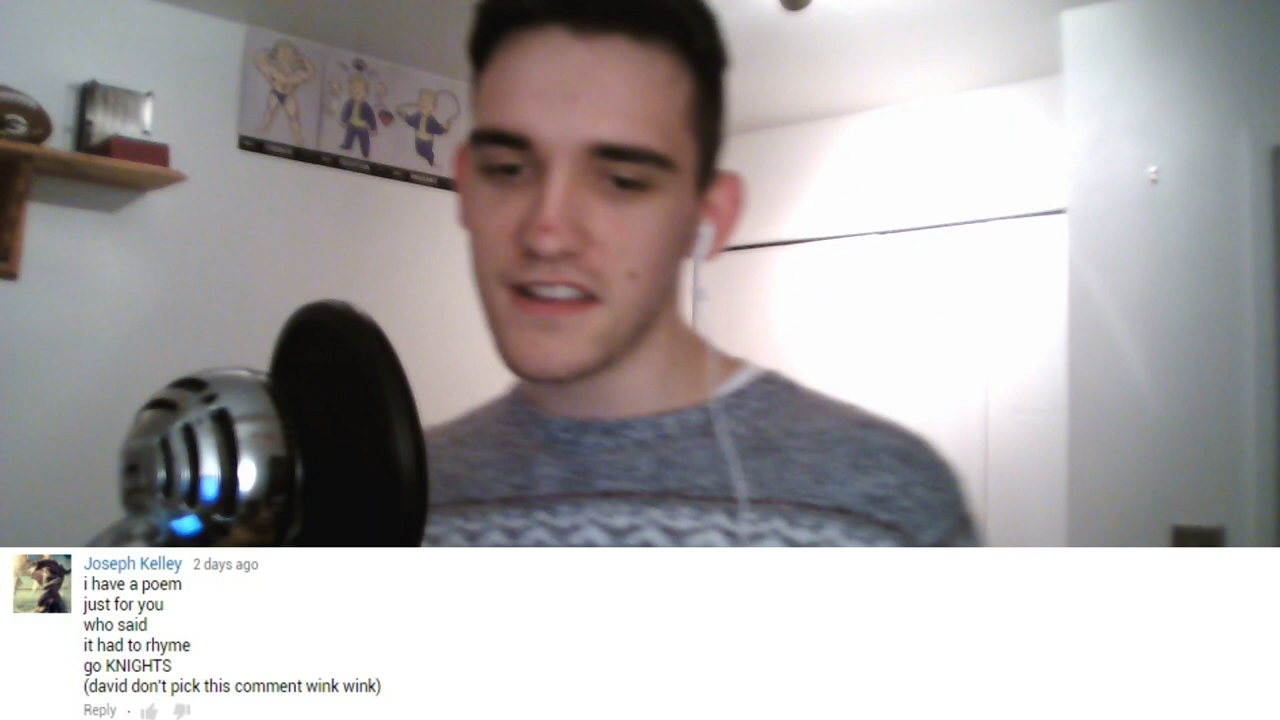 Joseph Kelley 2 days ago
i have a poem
just for you
who said
it had to rhyme
go KNIGHTS
(david don't pick this comment wink wink)
Reply ·